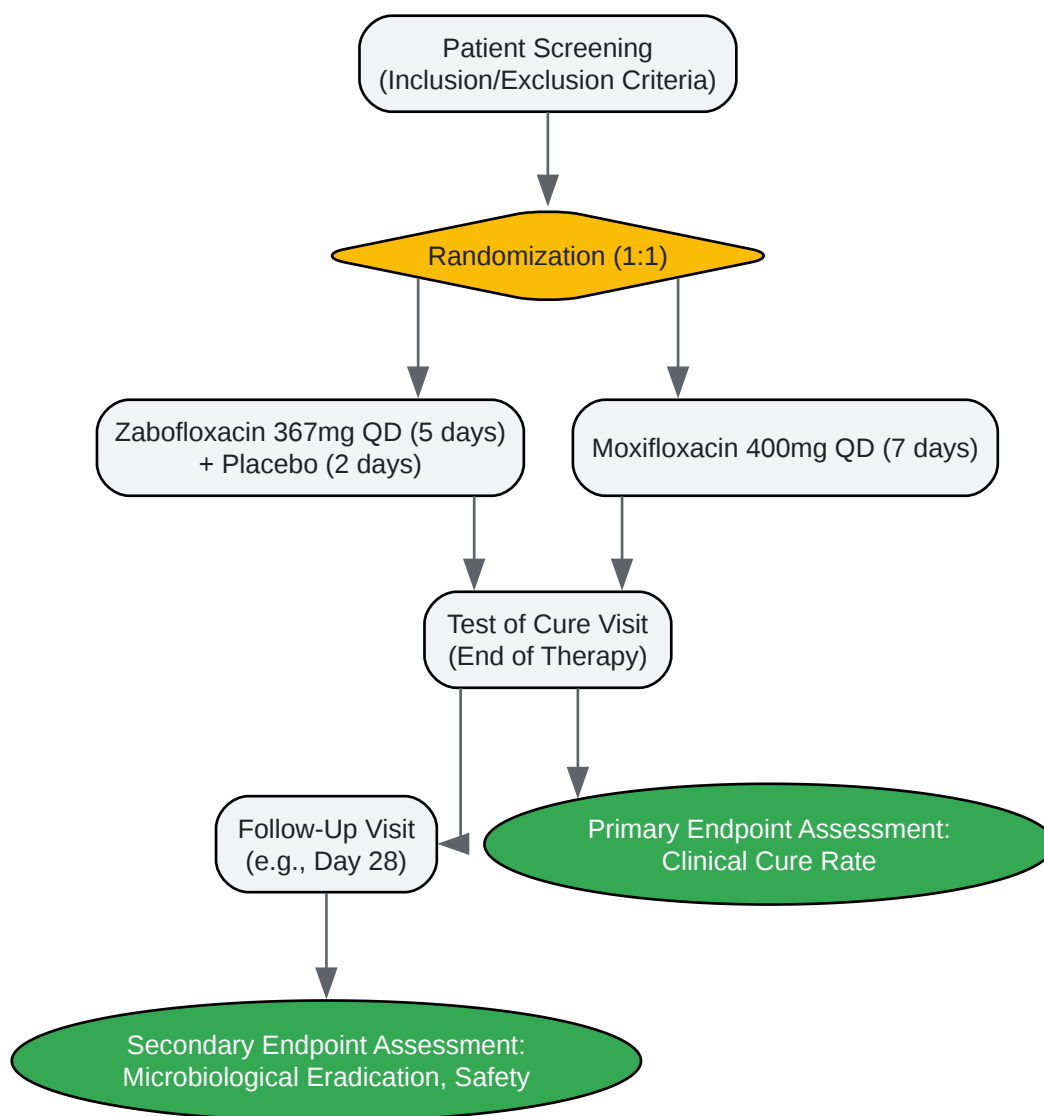 Patient Screening
(Inclusion/Exclusion Criteria)
Randomization (1:1)
Zabofloxacin 367mg QD (5 days)
+ Placebo (2 days)
Moxifloxacin 400mg QD (7 days)
Test of Cure Visit
(End of Therapy)
Follow-Up Visit
(e.g., Day 28)
Primary Endpoint Assessment:
Clinical Cure Rate
Secondary Endpoint Assessment:
Microbiological Eradication, Safety